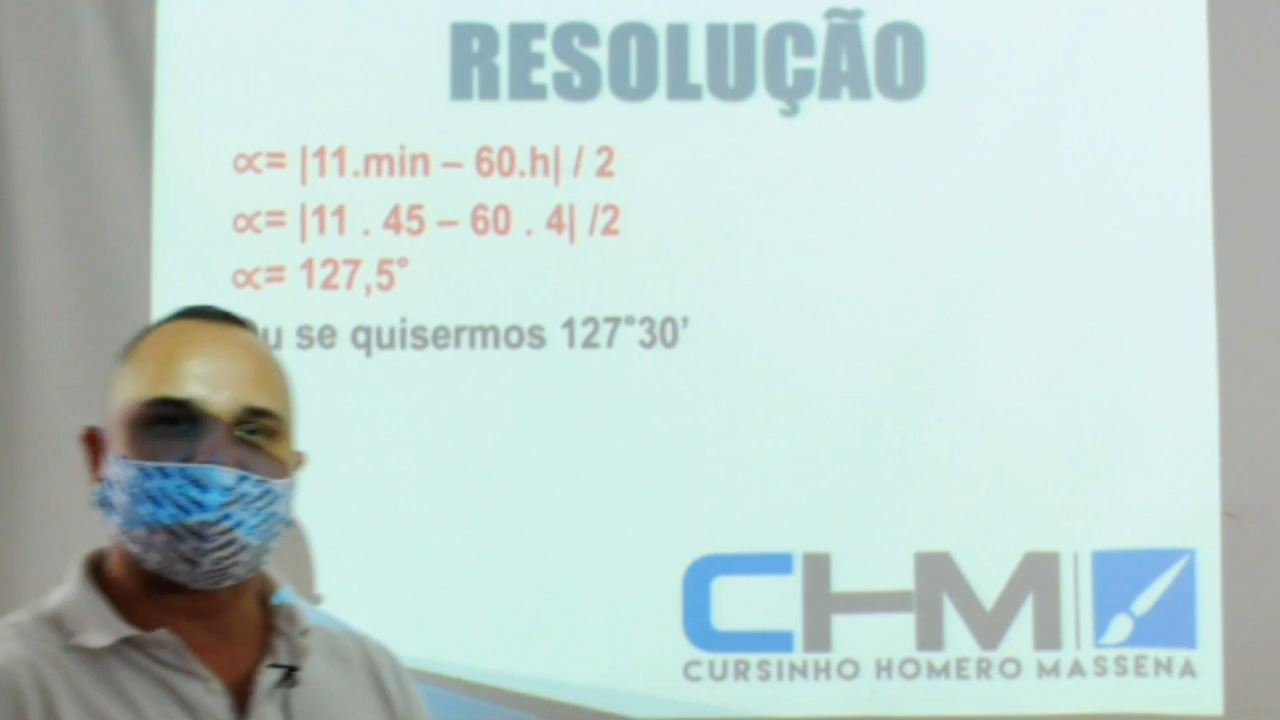 RESOLUÇÃO
∝= |11.min – 60.h| / 2
∝= |11 . 45 – 60 . 4| /2
∝= 127,5°
se quisermos 127°30’
CHM
CURSINHO HOMERO MASSENA